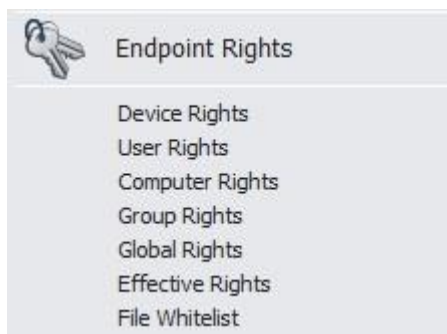 Endpoint Rights
Device Rights
User Rights
Computer Rights
Group Rights
Global Rights
Effective Rights
File Whitelist